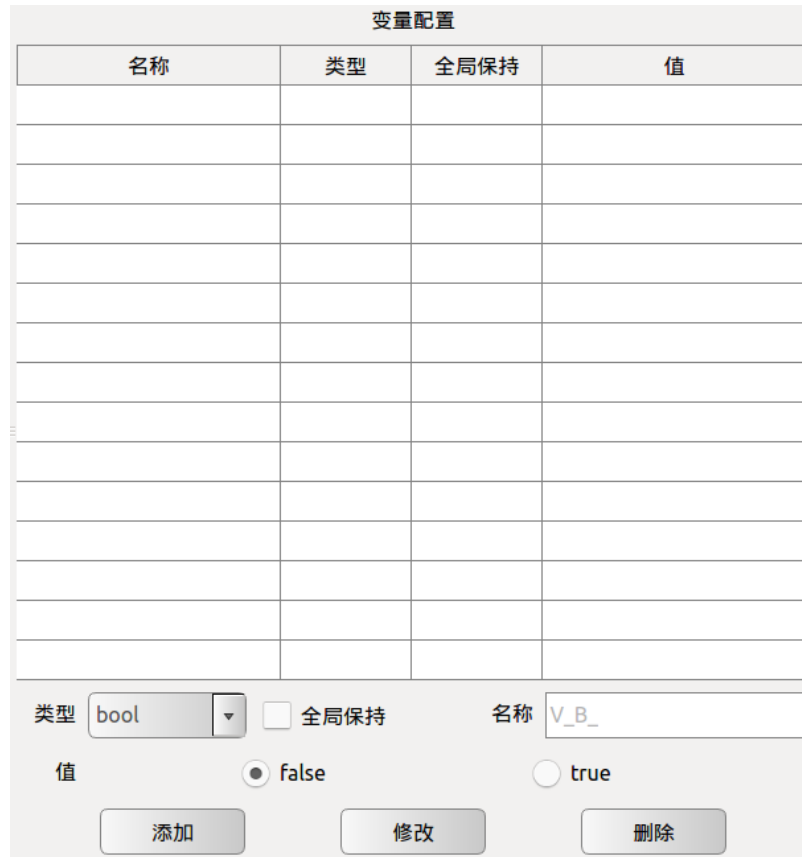 变量配置
名称 类型 全局保持 值
类型 bool 全局保持 名称 V_B_
值 false true
添加 修改 删除